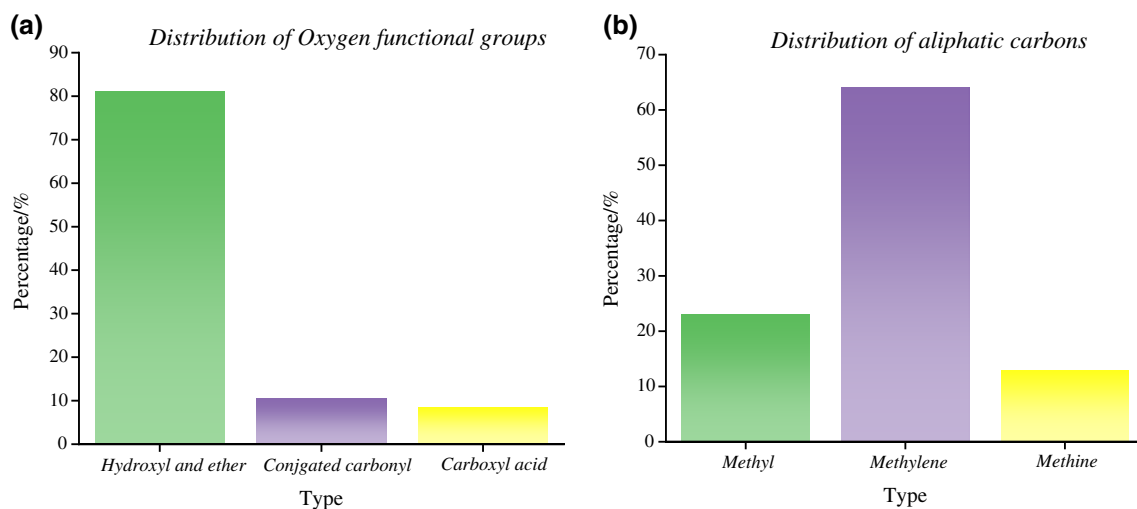 (a)
Distribution of Oxygen functional groups
90
80
70
60
50
40
30
20
10
0
Percentage/%
Hydroxyl and ether
Conjgated carbonyl
Carboxyl acid
Type
(b)
Distribution of aliphatic carbons
70
60
50
40
30
20
10
0
Percentage/%
Methyl
Methylene
Methine
Type